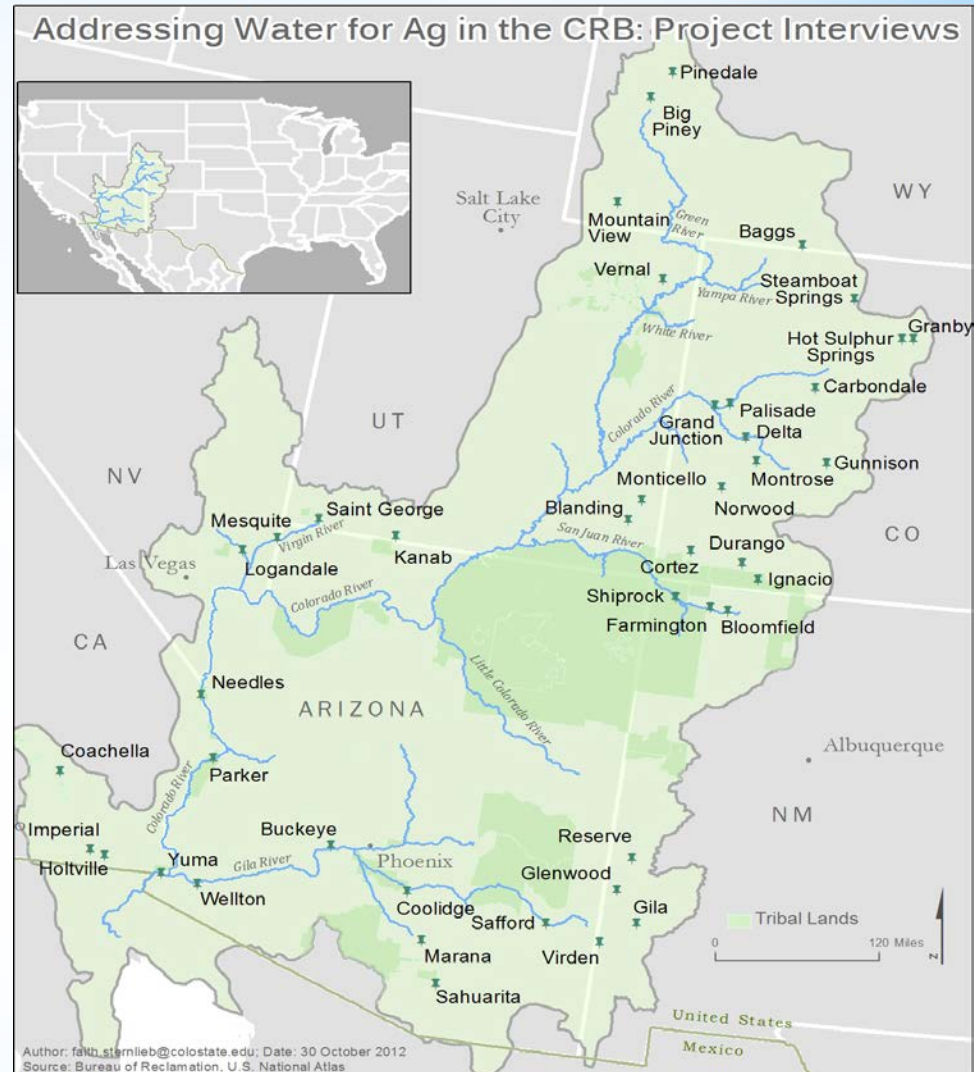 Addressing Water for Ag in the CRB: Project Interviews
Pinedale
Big
Piney
WY
Salt Lake
City
Mountain
View
Green
River
Baggs
Vernal
Steamboat
Springs
Yampa River
White River
Granby
Hot Sulphur
Springs
Carbondale
Colorado River
Palisade
Grand
Junction
Delta
UT
Gunnison
Montrose
Monticello
Norwood
NV
Blanding
San Juan River
CO
Saint George
Mesquite
Virgin River
Kanab
Durango
Cortez
Ignacio
Las Vegas
Logandale
Colorado River
Shiprock
Farmington
Bloomfield
CA
Little Colorado River
Needles
ARIZONA
Coachella
Parker
Albuquerque
Colorado River
NM
Imperial
Holtville
Buckeye
Phoenix
Reserve
Yuma
Gila River
Glenwood
Wellton
Coolidge
Safford
Gila
Tribal Lands
Marana
Virden
0
120 Miles
N
Sahuarita
United States
Mexico
Author: faith.sternlieb@colostate.edu; Date: 30 October 2012
Source: Bureau of Reclamation, U.S. National Atlas